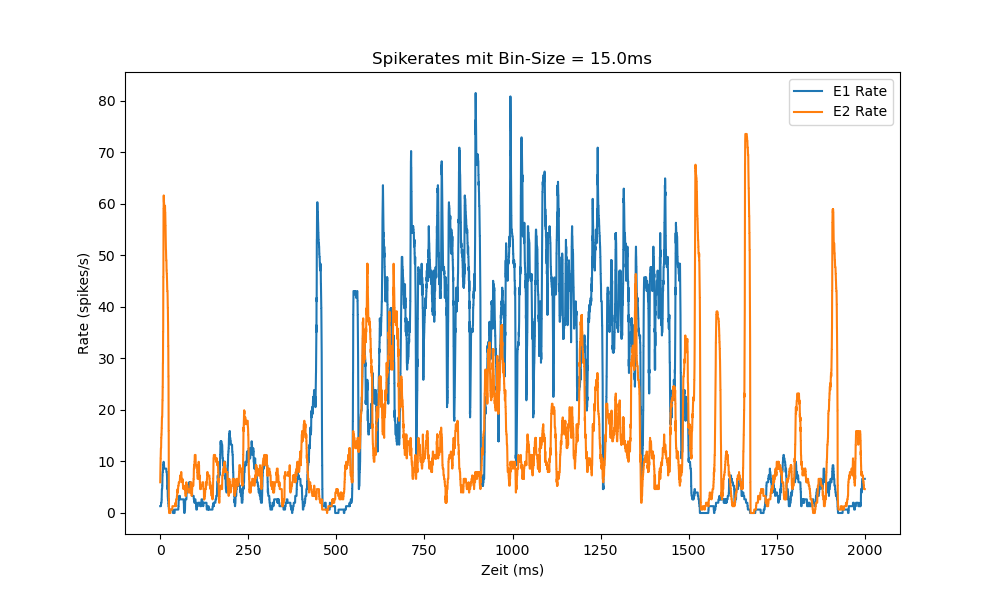 Spikerates mit Bin-Size = 15.0ms
E1 Rate
E2 Rate
80
70
60
50
40
30
20
10
0
Rate (spikes/s)
0 250 500 750 1000 1250 1500 1750 2000
Zeit (ms)